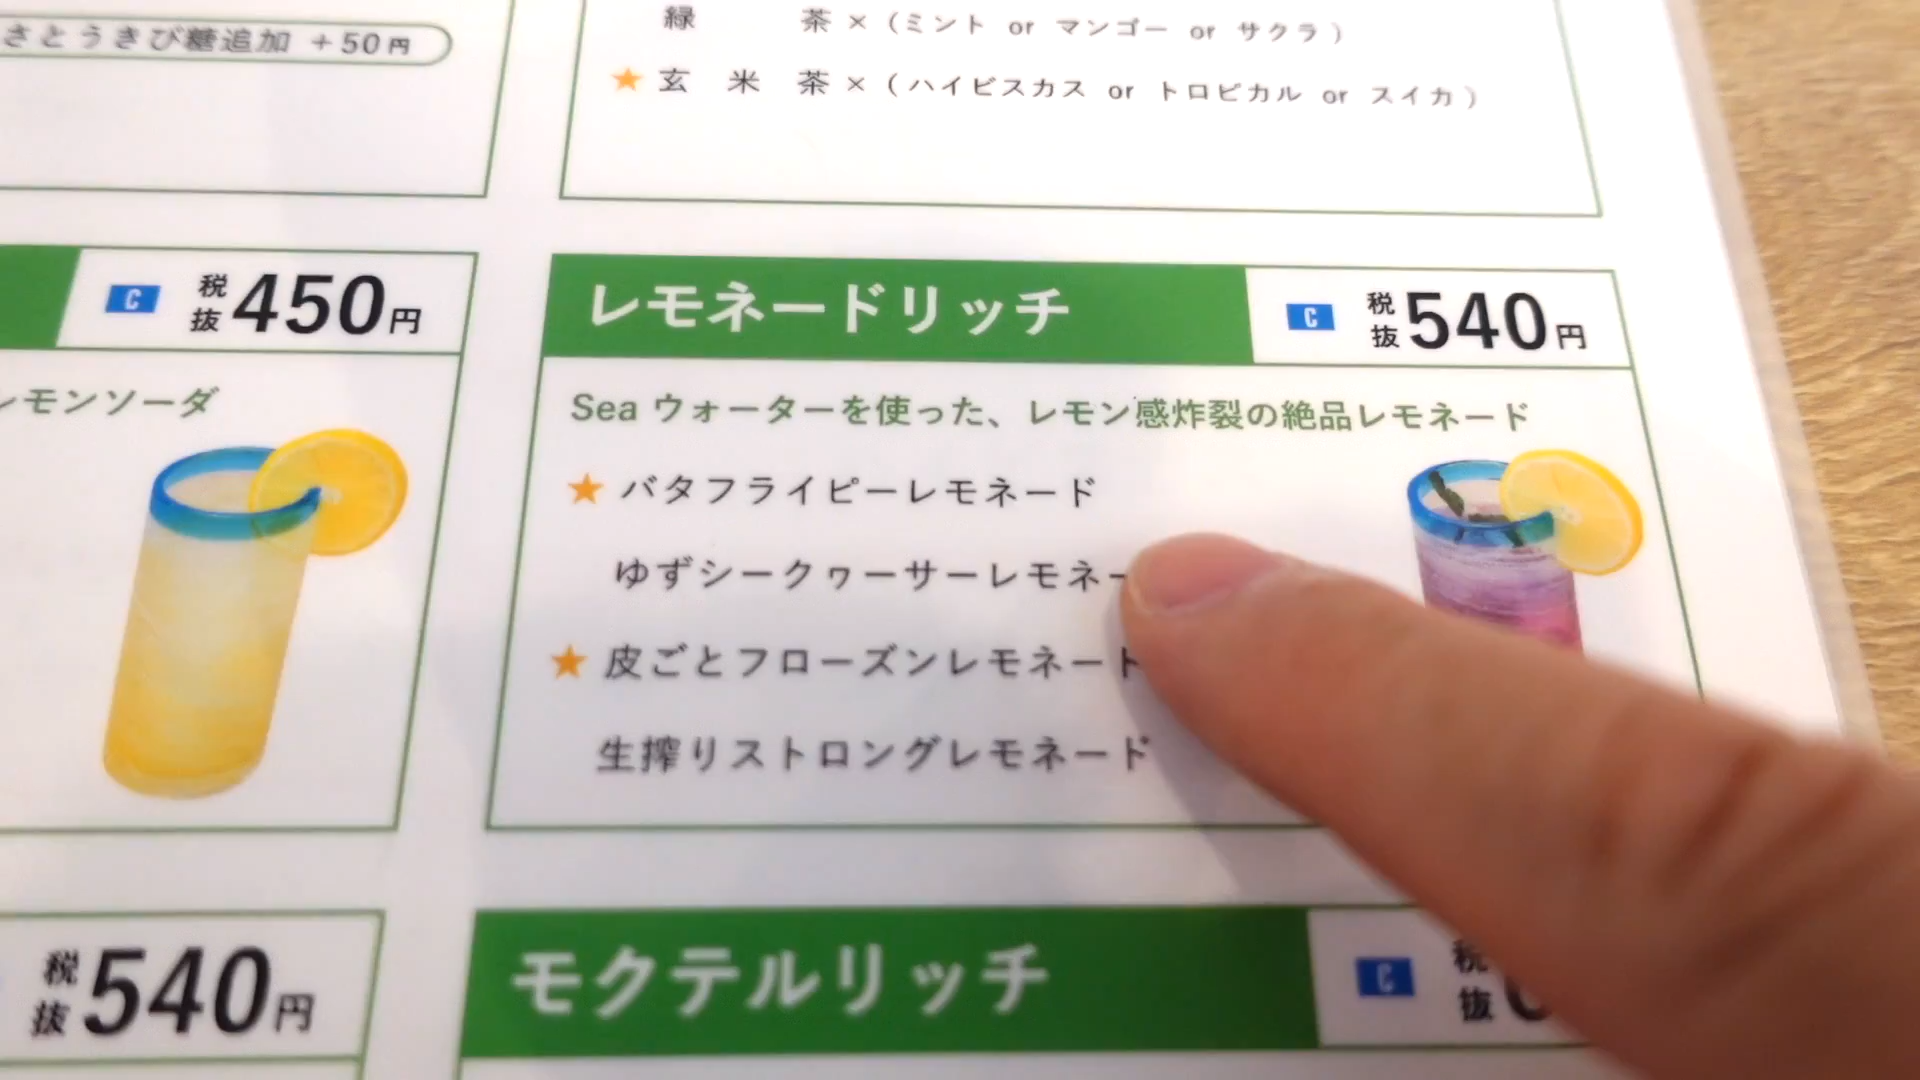 さとうきび糖追加 +50円
緑 茶×(ミント or マンゴー or サクラ)
★玄 米 茶×(ハイビスカス or トロピカル or スイカ)
C 税抜450円
レモンソーダ
レモネードリッチ
C 税抜540円
Sea ウォーターを使った、レモン感炸裂の絶品レモネード
★ バタフライピーレモネード
ゆずシークヮーサーレモネー
★ 皮ごとフローズンレモネード
生搾りストロングレモネード
税抜540円
モクテルリッチ
C 税抜